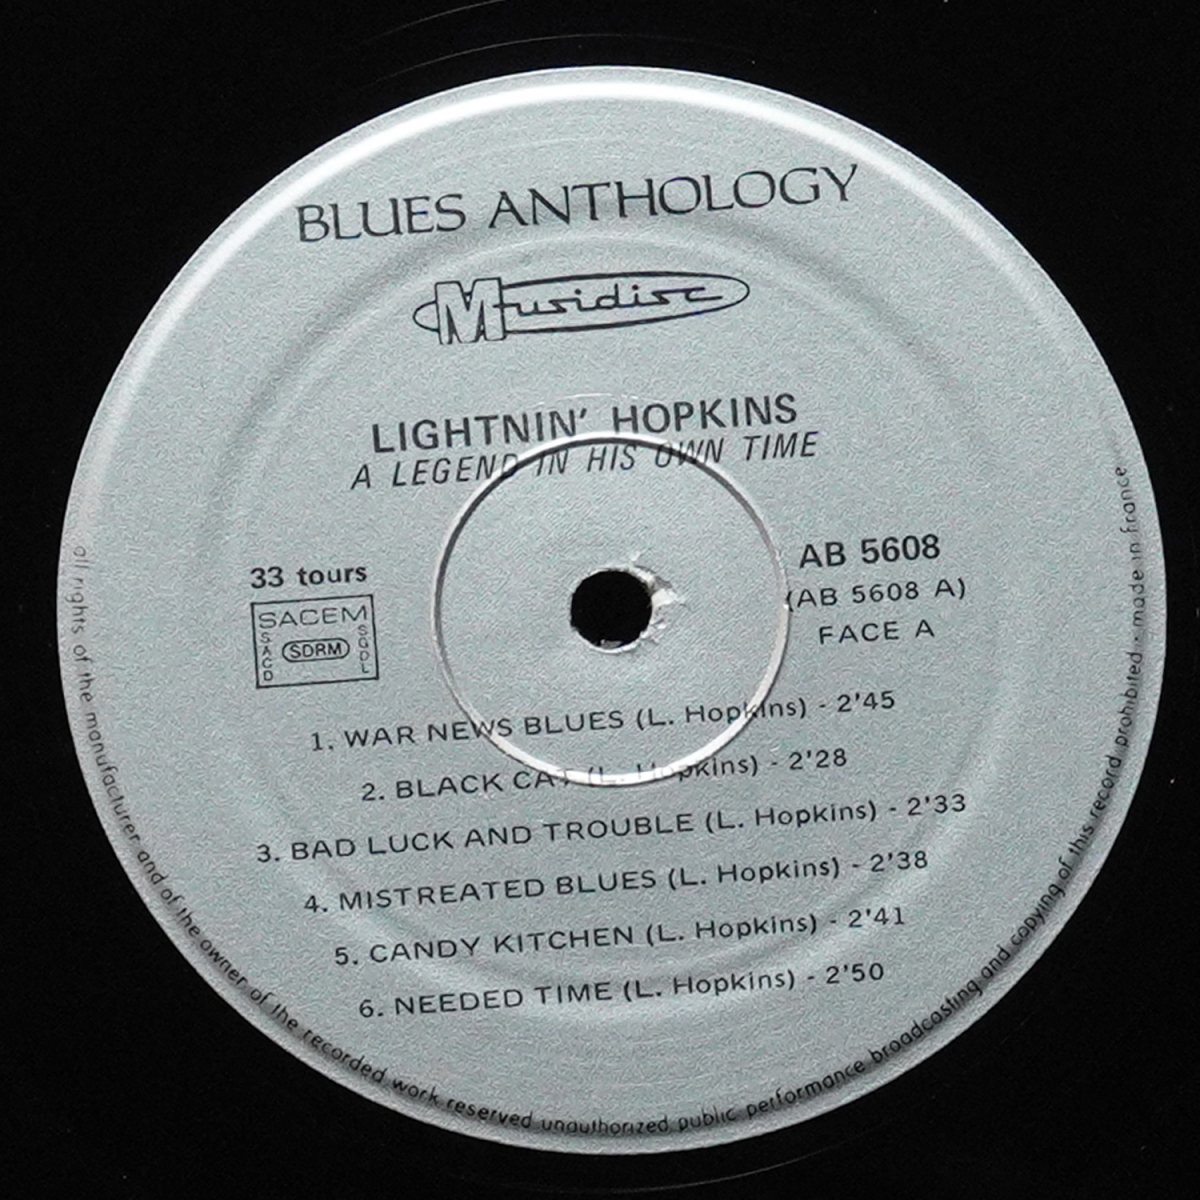 BLUES ANTHOLOGY
Musidisc
LIGHTNIN' HOPKINS
A LEGEND IN HIS OWN TIME
33 tours
SACEM
SACD
SDRM
SGDL
AB 5608
(AB 5608 A)
FACE A
1. WAR NEWS BLUES (L. Hopkins) - 2'45
2. BLACK CAT (L. Hopkins) - 2'28
3. BAD LUCK AND TROUBLE (L. Hopkins) - 2'33
4. MISTREATED BLUES (L. Hopkins) - 2'38
5. CANDY KITCHEN (L. Hopkins) - 2'41
6. NEEDED TIME (L. Hopkins) - 2'50
all rights of the manufacturer and of the owner of the recorded work reserved unauthorized public performance broadcasting and copying of this record prohibited - made in france